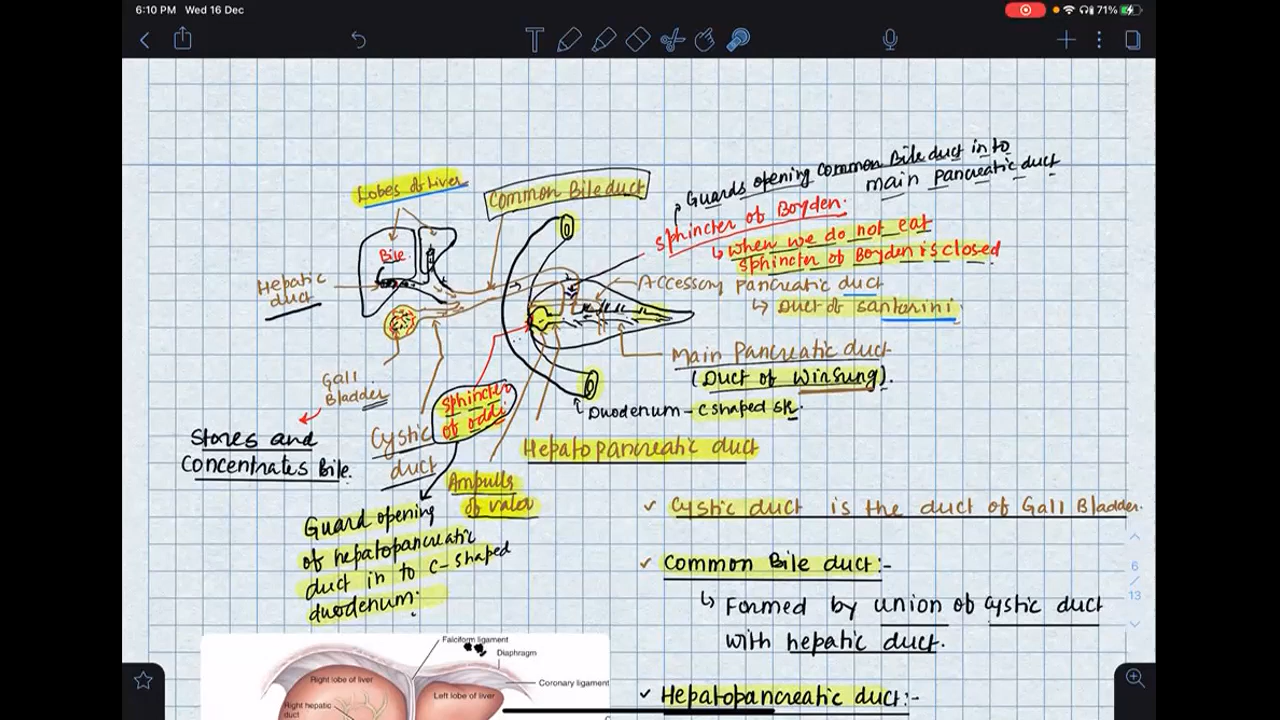 6:10 PM Wed 16 Dec
71%
Lobes of Liver
Common Bile duct
Guards opening Common Bile duct in to
main pancreatic duct
Sphincter of Boyden.
when we do not eat
sphincter of Boyden is closed
Bile
Hepatic
duct
Accessory pancreatic duct
Duct of santorini
Main Pancreatic duct
(Duct of Wirsung).
Gall
Bladder
Duodenum - C shaped str.
Sphincter
of oddi
Stores and
Concentrates Bile.
Cystic
duct
Hepatopancreatic duct
Ampulls
of vater
Guard opening
of hepatopancreatic
duct in to C-shaped
duodenum.
✓ Cystic duct is the duct of Gall Bladder.
✓ Common Bile duct:-
↳ Formed by union of cystic duct
with hepatic duct.
✓ Hepatopancreatic duct:-
6
/
13
Falciform ligament
Diaphragm
Coronary ligament
Right lobe of liver
Left lobe of liver
Right hepatic
duct